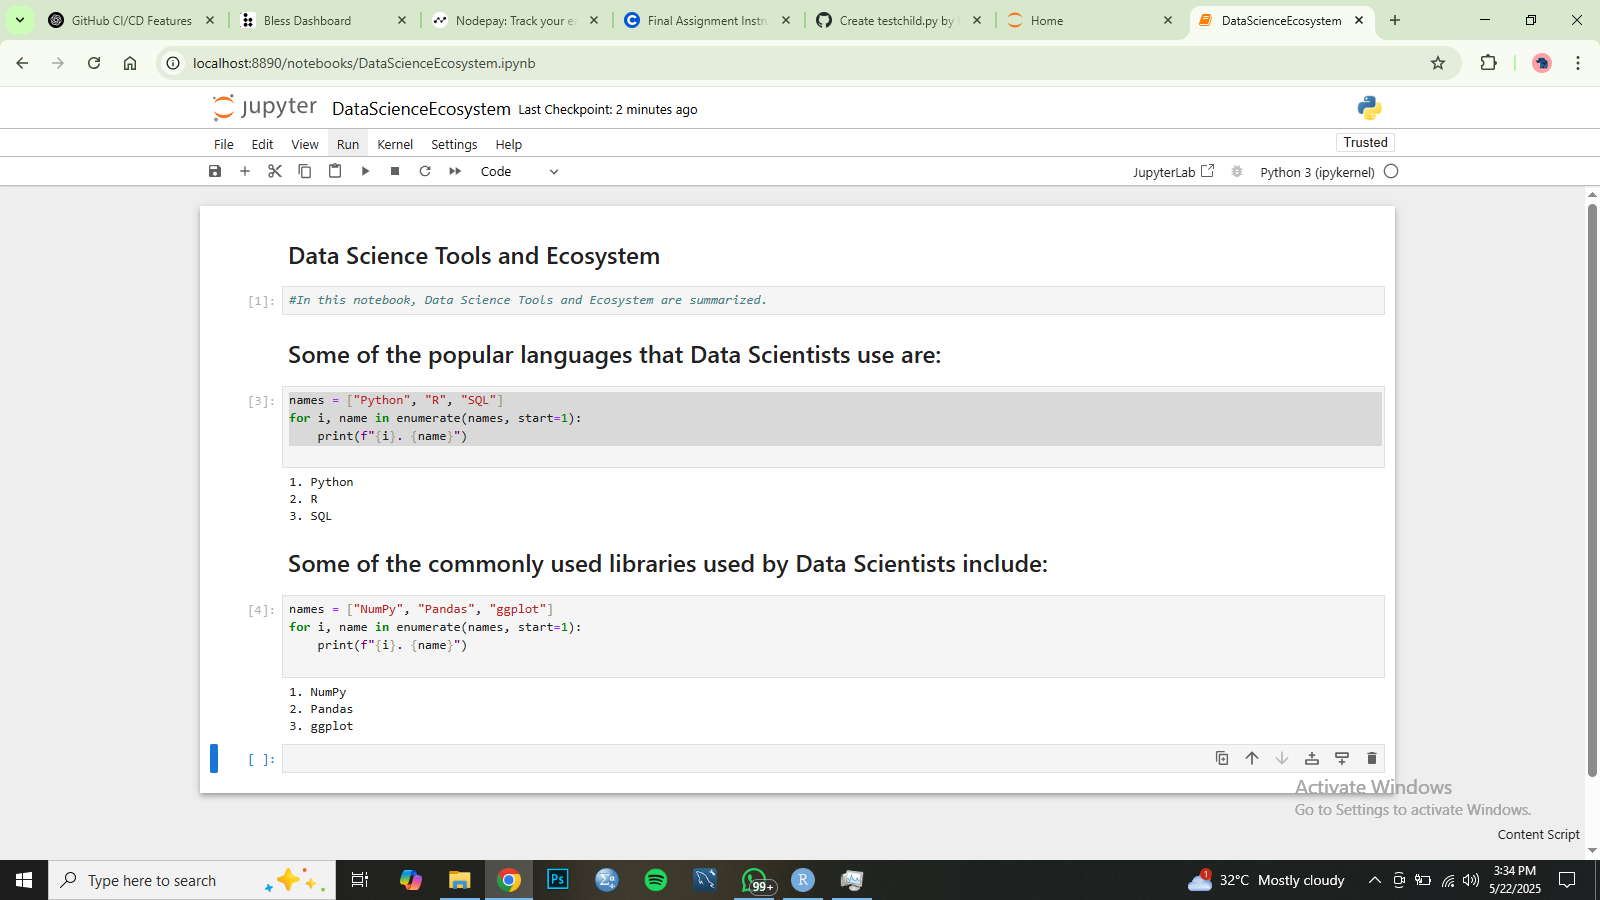 GitHub CI/CD Features
Bless Dashboard
Nodepay: Track your ea
Final Assignment Instru
Create testchild.py by
Home
DataScienceEcosystem
localhost:8890/notebooks/DataScienceEcosystem.ipynb
jupyter DataScienceEcosystem Last Checkpoint: 2 minutes ago
File Edit View Run Kernel Settings Help
Trusted
Code
JupyterLab
Python 3 (ipykernel)
Data Science Tools and Ecosystem
[1]: #In this notebook, Data Science Tools and Ecosystem are summarized.
Some of the popular languages that Data Scientists use are:
[3]: names = ["Python", "R", "SQL"]
for i, name in enumerate(names, start=1):
    print(f"{i}. {name}")
1. Python
2. R
3. SQL
Some of the commonly used libraries used by Data Scientists include:
[4]: names = ["NumPy", "Pandas", "ggplot"]
for i, name in enumerate(names, start=1):
    print(f"{i}. {name}")
1. NumPy
2. Pandas
3. ggplot
[ ]:
Activate Windows
Go to Settings to activate Windows.
Content Script
Type here to search
Ps
99+
R
1
32°C Mostly cloudy
3:34 PM
5/22/2025